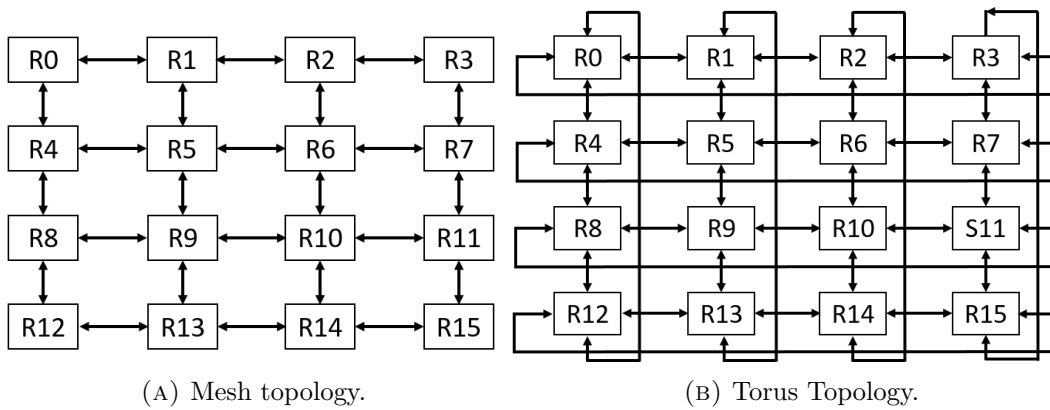 R0 R1 R2 R3
R4 R5 R6 R7
R8 R9 R10 R11
R12 R13 R14 R15
(A) Mesh topology.
R0 R1 R2 R3
R4 R5 R6 R7
R8 R9 R10 S11
R12 R13 R14 R15
(B) Torus Topology.